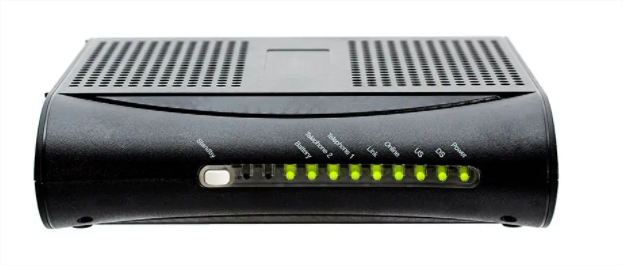 Standby
Battery
Telephone 2
Telephone 1
Link
Online
US
DS
Power